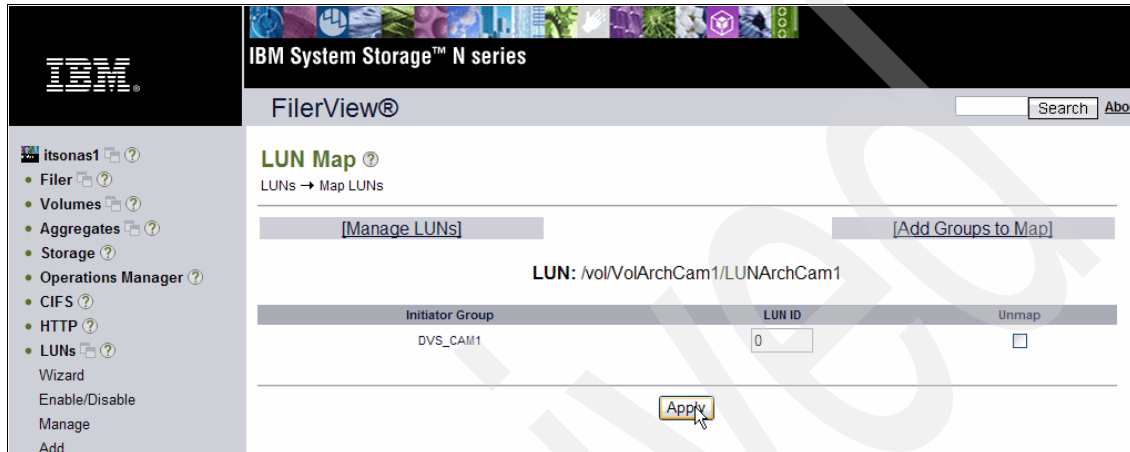 IBM System Storage™ N series
IBM®
FilerView®
Search Abo
itsonas1
Filer
Volumes
Aggregates
Storage
Operations Manager
CIFS
HTTP
LUNs
Wizard
Enable/Disable
Manage
Add
LUN Map
LUNs → Map LUNs
[Manage LUNs] [Add Groups to Map]
LUN: /vol/VolArchCam1/LUNArchCam1
Initiator Group LUN ID Unmap
DVS_CAM1 0
Apply